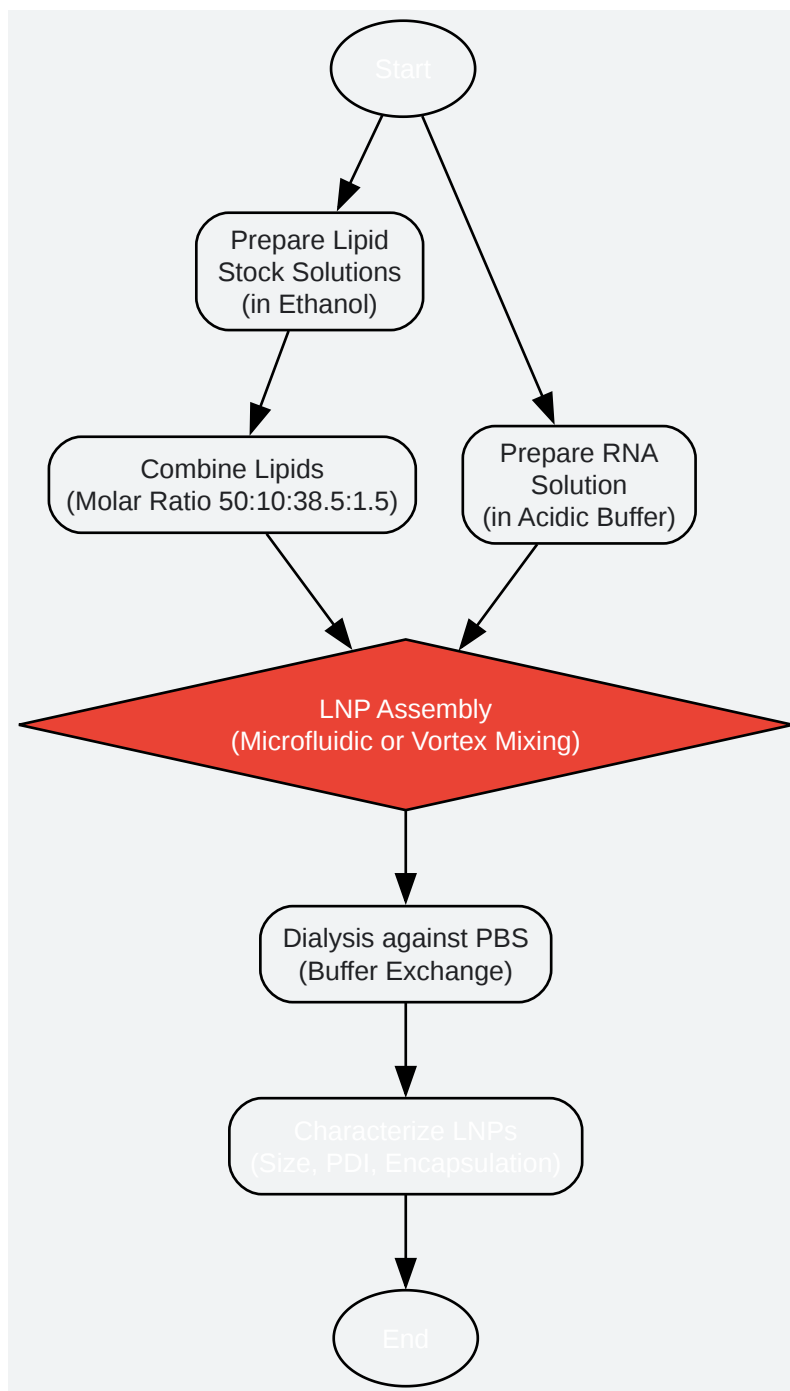 Start
Prepare Lipid
Stock Solutions
(in Ethanol)
Combine Lipids
(Molar Ratio 50:10:38.5:1.5)
Prepare RNA
Solution
(in Acidic Buffer)
LNP Assembly
(Microfluidic or Vortex Mixing)
Dialysis against PBS
(Buffer Exchange)
Characterize LNPs
(Size, PDI, Encapsulation)
End